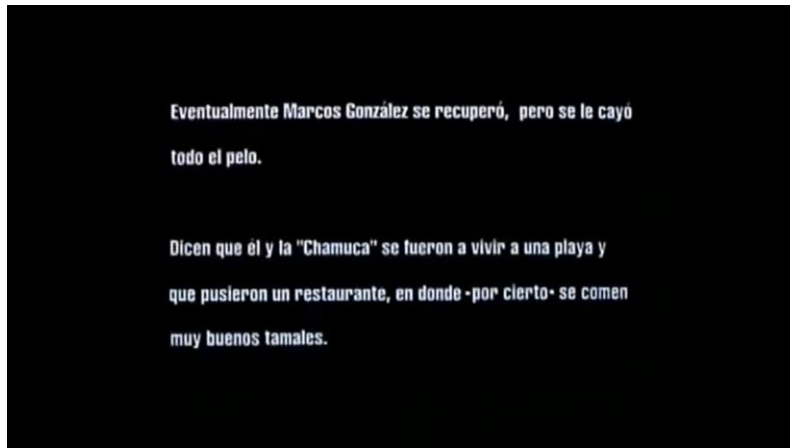 Eventualmente Marcos González se recuperó, pero se le cayó
todo el pelo.
Dicen que él y la "Chamuca" se fueron a vivir a una playa y
que pusieron un restaurante, en donde -por cierto- se comen
muy buenos tamales.